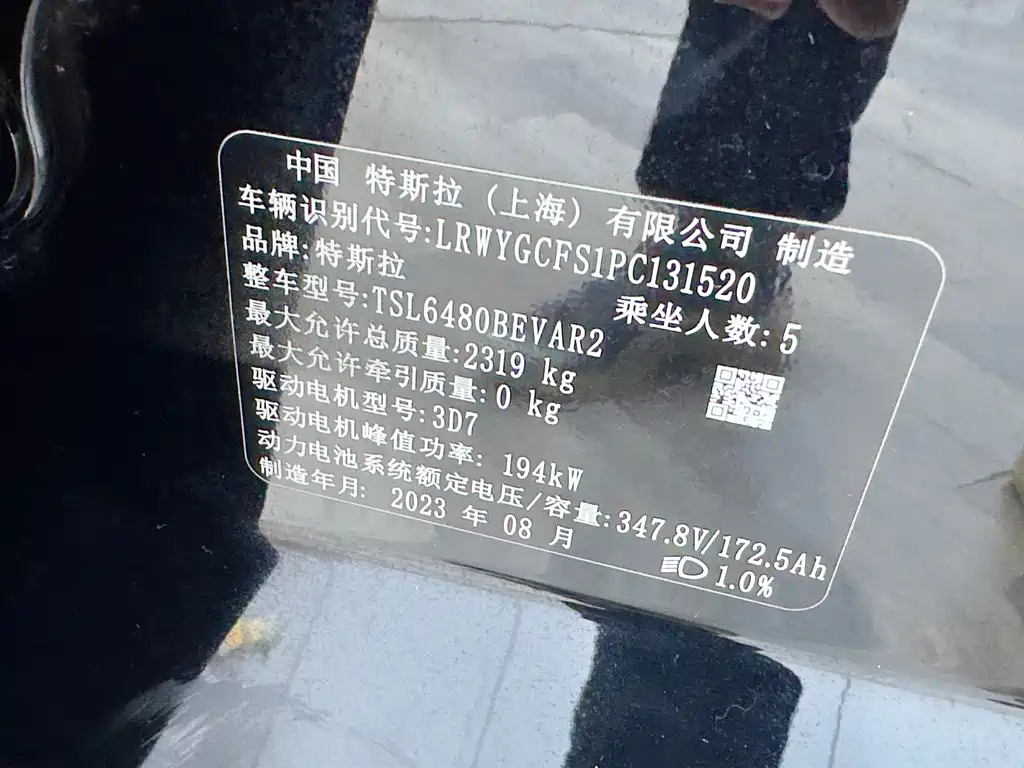 中国 特斯拉 (上海) 有限公司 制造
车辆识别代号:LRWYGCFS1PC131520
品牌:特斯拉 乘坐人数:5
整车型号:TSL6480BEVAR2
最大允许总质量:2319 kg
最大允许牵引质量:0 kg
驱动电机型号:3D7
驱动电机峰值功率: 194kW
动力电池系统额定电压/容量:347.8V/172.5Ah
制造年月: 2023 年 08 月 1.0%